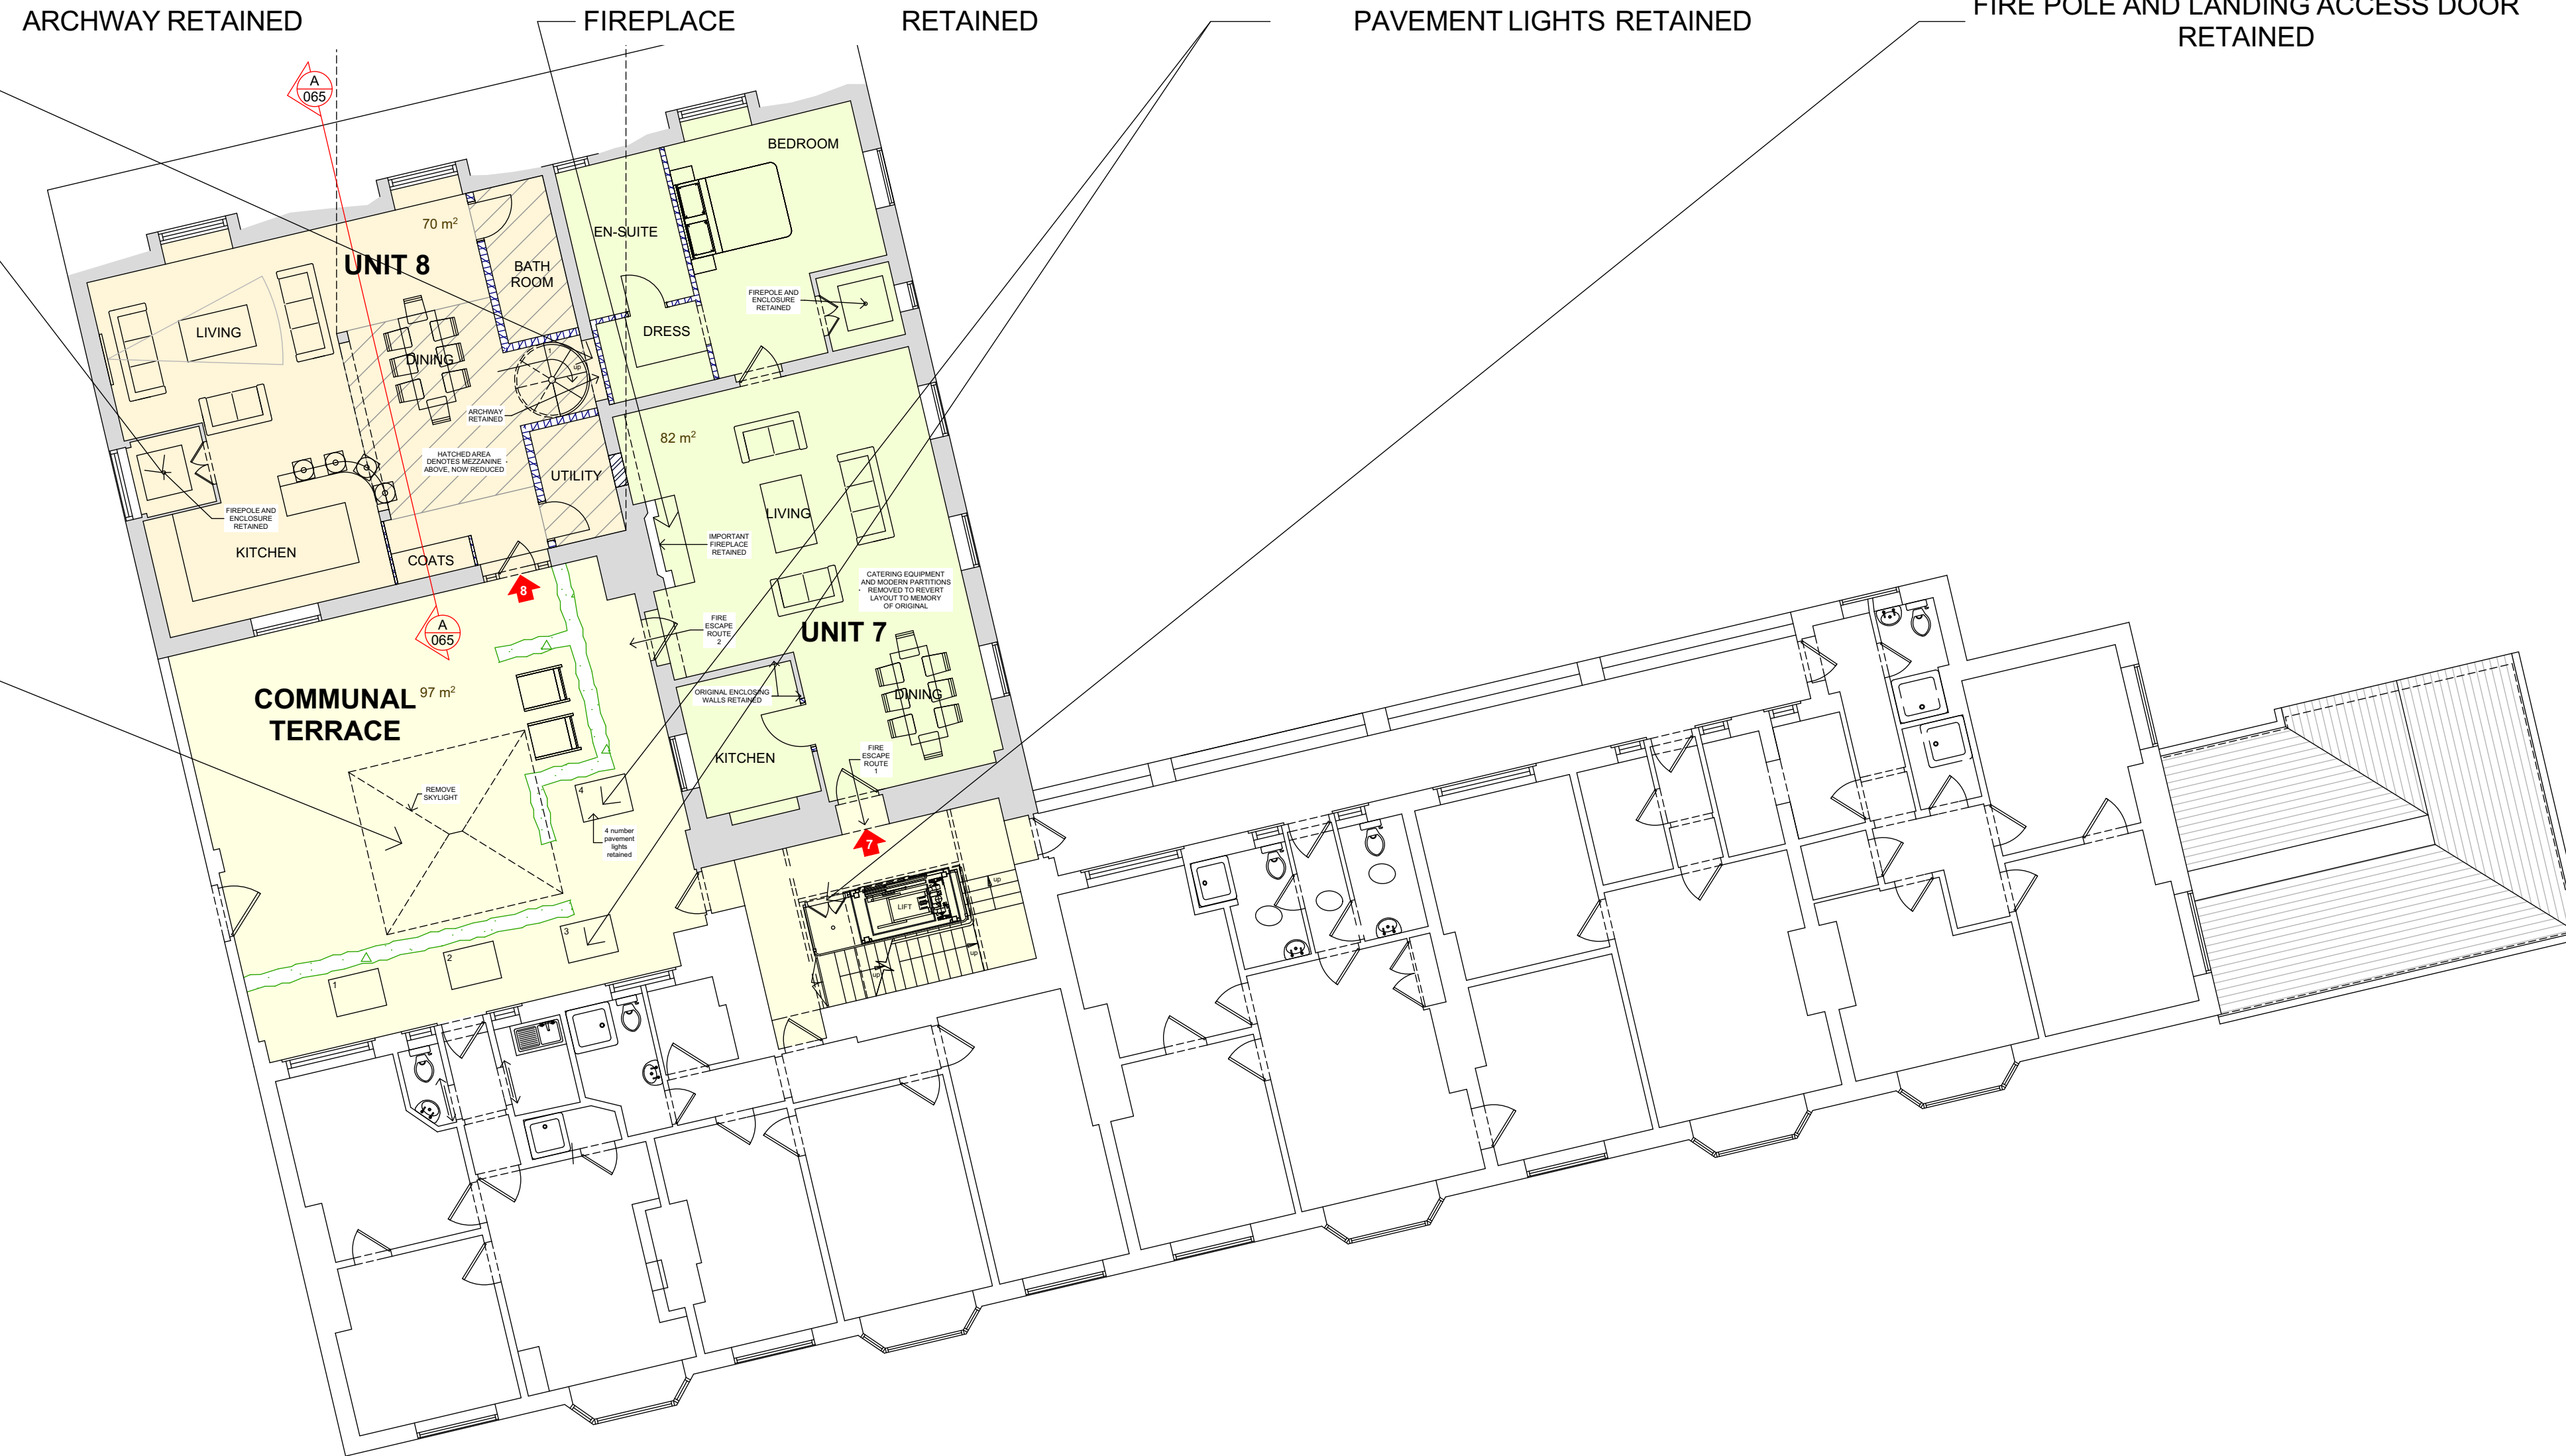 ARCHWAY RETAINED
FIREPLACE RETAINED
PAVEMENT LIGHTS RETAINED
FIRE POLE AND LANDING ACCESS DOOR
RETAINED
A
065
BEDROOM
70 m²
UNIT 8
EN-SUITE
BATH
ROOM
FIREPOLE AND
ENCLOSURE
RETAINED
LIVING
DRESS
DINING
up
ARCHWAY
RETAINED
82 m²
HATCHED AREA
DENOTES MEZZANINE
ABOVE, NOW REDUCED
UTILITY
FIREPOLE AND
ENCLOSURE
RETAINED
LIVING
KITCHEN
COATS
IMPORTANT
FIREPLACE
RETAINED
CATERING EQUIPMENT
AND MODERN PARTITIONS
REMOVED TO REVERT
LAYOUT TO MEMORY
OF ORIGINAL
8
A
065
FIRE
ESCAPE
ROUTE
2
UNIT 7
COMMUNAL
TERRACE
97 m²
ORIGINAL ENCLOSING
WALLS RETAINED
DINING
KITCHEN
FIRE
ESCAPE
ROUTE
1
REMOVE
SKYLIGHT
4
4 number
pavement
lights
retained
7
up
LIFT
3
2
1
up
up